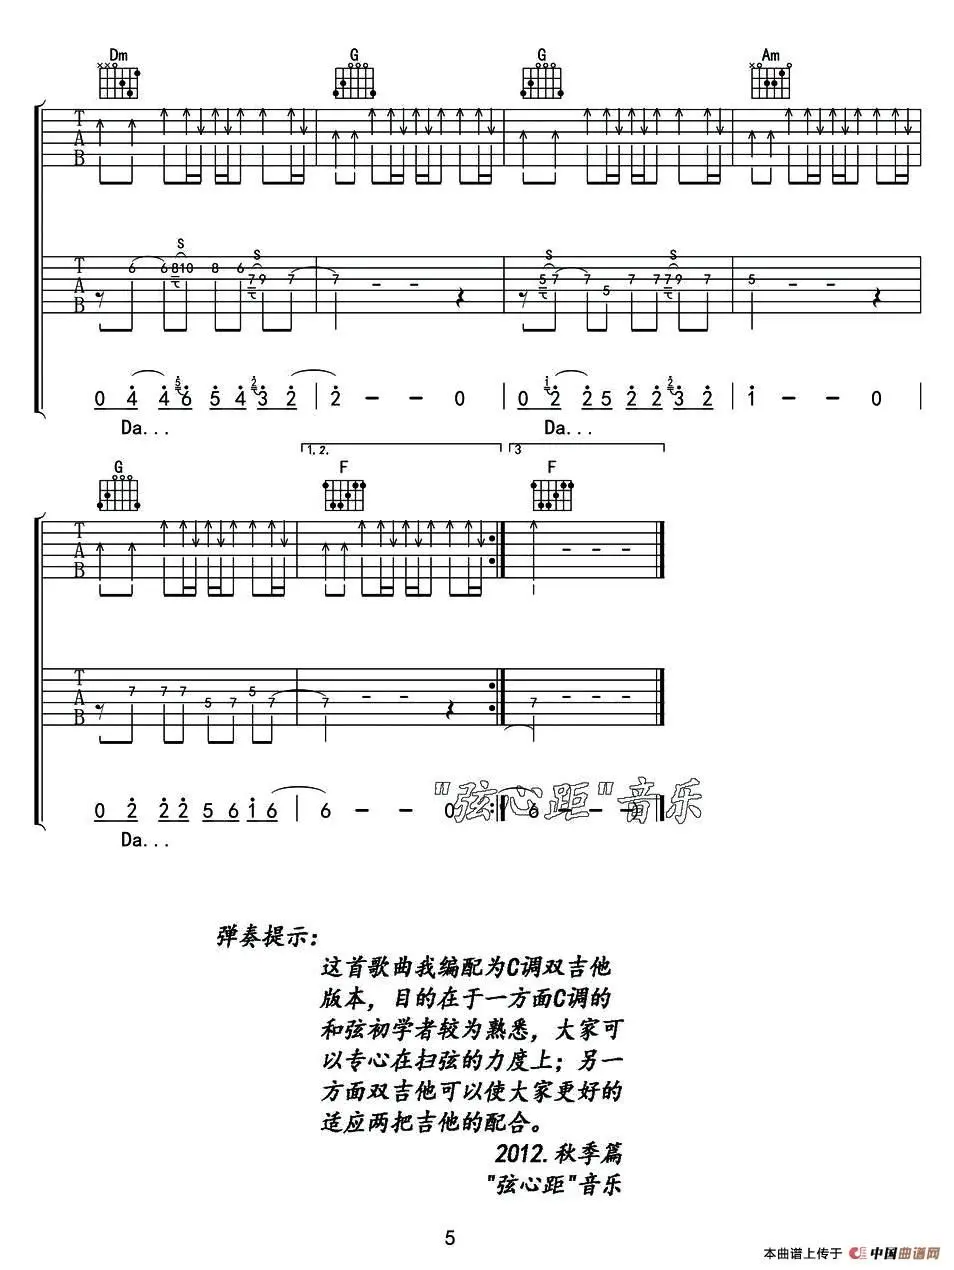 Dm G G Am
T A B
S S S S
T A B
6 6 8 10 8 6 7 9 7 7 - - 5 7 7 5 7 7 7 9 7 5 - -
0 4 4 6 5 4 3 2 | 2 - - 0 | 0 2 2 5 2 2 3 2 | 1 - - 0 |
Da... Da...
1, 2. 3
G F F
T A B
- - -
T A B
7 7 7 5 7 5 7 7 - - 7 - - -
0 2 2 2 5 6 1 6 | 6 - - 0 :| 6 - - 0
"弦心距"音乐
Da...
弹奏提示：
这首歌曲我编配为C调双吉他
版本，目的在于一方面C调的
和弦初学者较为熟悉，大家可
以专心在扫弦的力度上；另一
方面双吉他可以使大家更好的
适应两把吉他的配合。
2012.秋季篇
"弦心距"音乐
5
本曲谱上传于 中国曲谱网